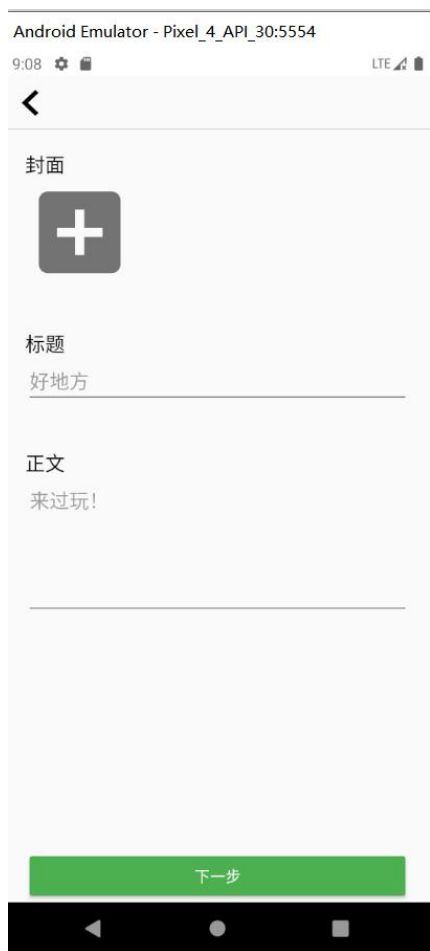 Android Emulator - Pixel_4_API_30:5554
9:08 LTE
封面
标题
好地方
正文
来过玩！
下一步